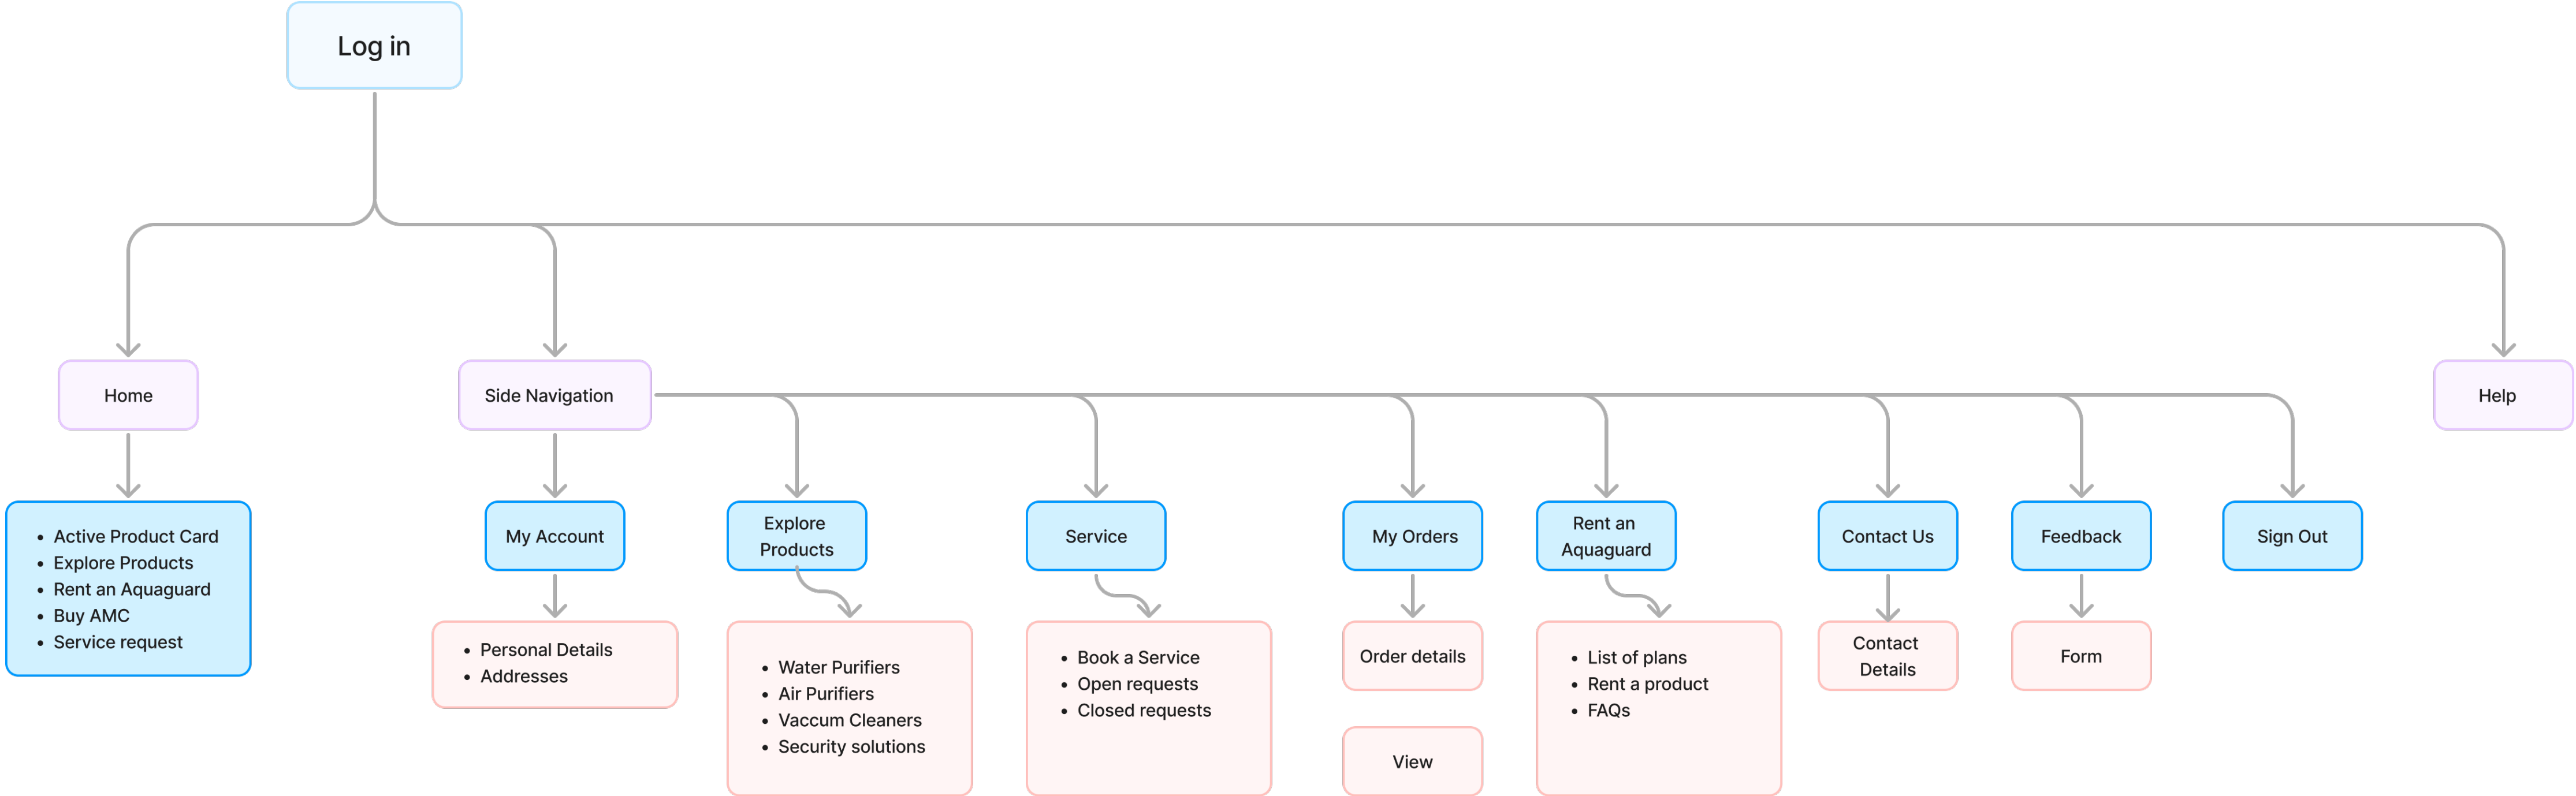 Log in
Home
Side Navigation
Help
• Active Product Card
• Explore Products
• Rent an Aquaguard
• Buy AMC
• Service request
My Account
Explore
Products
Service
My Orders
Rent an
Aquaguard
Contact Us
Feedback
Sign Out
• Personal Details
• Addresses
• Water Purifiers
• Air Purifiers
• Vaccum Cleaners
• Security solutions
• Book a Service
• Open requests
• Closed requests
Order details
View
• List of plans
• Rent a product
• FAQs
Contact
Details
Form